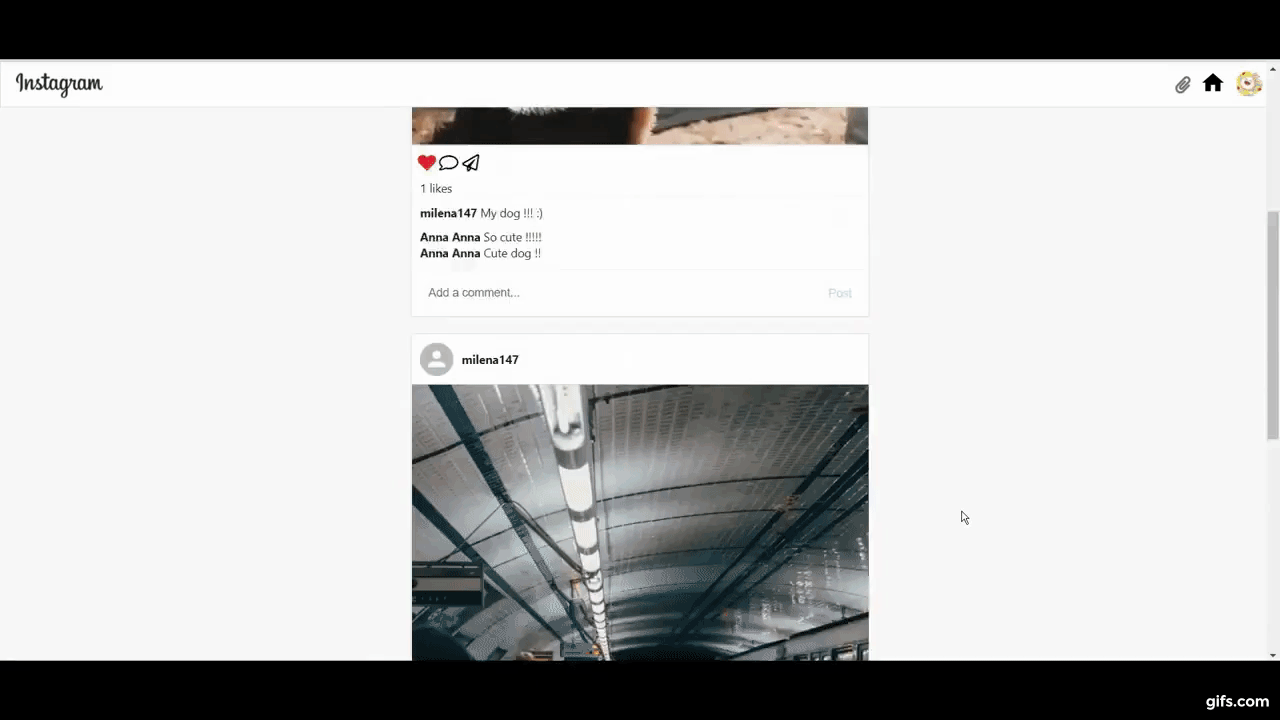 Instagram
1 likes
milena147 My dog !!! :)
Anna Anna So cute !!!!!
Anna Anna Cute dog !!
Add a comment... Post
milena147
gifs.com